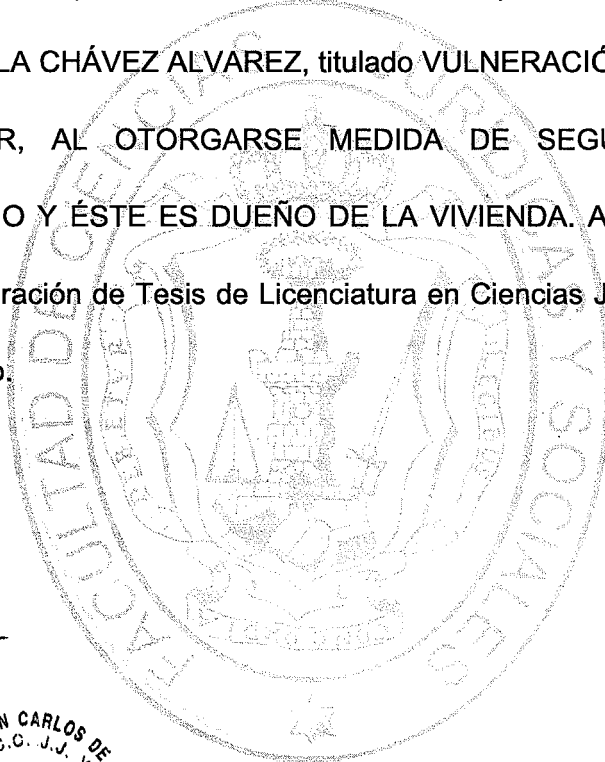 LA CHÁVEZ ALVAREZ, titulado VULNERACIÓ
R, AL OTORGARSE MEDIDA DE SEGU
O Y ÉSTE ES DUEÑO DE LA VIVIENDA. A
ración de Tesis de Licenciatura en Ciencias J
FACULTAD DE CIENCIAS JURIDICAS Y SOCIALES
N CARLOS DE
C.C. J.J.